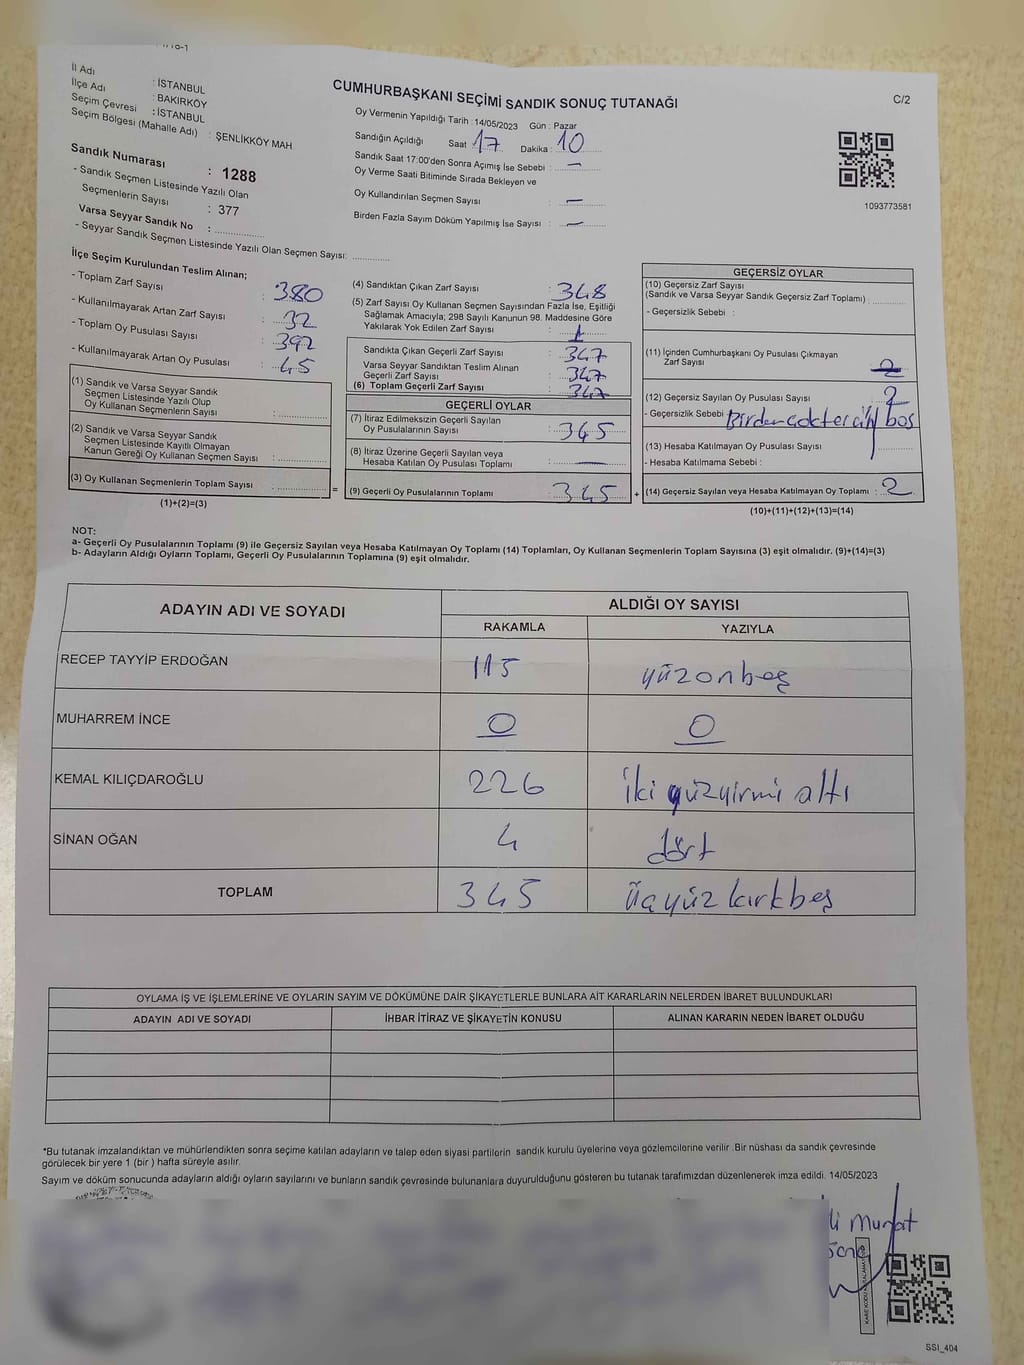 İl Adı : İSTANBUL
İlçe Adı : BAKIRKÖY
Seçim Çevresi : İSTANBUL
Seçim Bölgesi (Mahalle Adı) : ŞENLİKKÖY MAH
Sandık Numarası : 1288
- Sandık Seçmen Listesinde Yazılı Olan
Seçmenlerin Sayısı : 377
Varsa Seyyar Sandık No :
- Seyyar Sandık Seçmen Listesinde Yazılı Olan Seçmen Sayısı:
CUMHURBAŞKANI SEÇİMİ SANDIK SONUÇ TUTANAĞI
C/2
Oy Vermenin Yapıldığı Tarih : 14/05/2023 Gün : Pazar
Sandığın Açıldığı Saat 17 Dakika : 10
Sandık Saat 17:00'den Sonra Açımış İse Sebebi : —
Oy Verme Saati Bitiminde Sırada Bekleyen ve
Oy Kullandırılan Seçmen Sayısı : —
Birden Fazla Sayım Döküm Yapılmış İse Sayısı : —
1093773581
İlçe Seçim Kurulundan Teslim Alınan;
- Toplam Zarf Sayısı : 380
- Kullanılmayarak Artan Zarf Sayısı : 32
- Toplam Oy Pusulası Sayısı : 392
- Kullanılmayarak Artan Oy Pusulası : 45
(1) Sandık ve Varsa Seyyar Sandık
Seçmen Listesinde Yazılı Olup
Oy Kullanan Seçmenlerin Sayısı :
(2) Sandık ve Varsa Seyyar Sandık
Seçmen Listesinde Kayıtlı Olmayan
Kanun Gereği Oy Kullanan Seçmen Sayısı :
(3) Oy Kullanan Seçmenlerin Toplam Sayısı :
(1)+(2)=(3)
=
(4) Sandıktan Çıkan Zarf Sayısı : 348
(5) Zarf Sayısı Oy Kullanan Seçmen Sayısından Fazla İse, Eşitliği
Sağlamak Amacıyla; 298 Sayılı Kanunun 98. Maddesine Göre
Yakılarak Yok Edilen Zarf Sayısı : 1
Sandıkta Çıkan Geçerli Zarf Sayısı : 347
Varsa Seyyar Sandıktan Teslim Alınan
Geçerli Zarf Sayısı : 347
(6) Toplam Geçerli Zarf Sayısı : 347
GEÇERLİ OYLAR
(7) İtiraz Edilmeksizin Geçerli Sayılan
Oy Pusulalarının Sayısı : 345
(8) İtiraz Üzerine Geçerli Sayılan veya
Hesaba Katılan Oy Pusulası Toplamı : —
(9) Geçerli Oy Pusulalarının Toplamı : 345
+
GEÇERSİZ OYLAR
(10) Geçersiz Zarf Sayısı
(Sandık ve Varsa Seyyar Sandık Geçersiz Zarf Toplamı) :
- Geçersizlik Sebebi :
(11) İçinden Cumhurbaşkanı Oy Pusulası Çıkmayan
Zarf Sayısı : 2
(12) Geçersiz Sayılan Oy Pusulası Sayısı : 2
- Geçersizlik Sebebi : Birden çok tercih / boş
(13) Hesaba Katılmayan Oy Pusulası Sayısı :
- Hesaba Katılmama Sebebi :
(14) Geçersiz Sayılan veya Hesaba Katılmayan Oy Toplamı : 2
(10)+(11)+(12)+(13)=(14)
NOT:
a- Geçerli Oy Pusulalarının Toplamı (9) ile Geçersiz Sayılan veya Hesaba Katılmayan Oy Toplamı (14) Toplamları, Oy Kullanan Seçmenlerin Toplam Sayısına (3) eşit olmalıdır. (9)+(14)=(3)
b- Adayların Aldığı Oyların Toplamı, Geçerli Oy Pusulalarının Toplamına (9) eşit olmalıdır.
ADAYIN ADI VE SOYADI ALDIĞI OY SAYISI
RAKAMLA YAZIYLA
RECEP TAYYİP ERDOĞAN 115 yüzonbeş
MUHARREM İNCE 0 0
KEMAL KILIÇDAROĞLU 226 iki yüzyirmi altı
SİNAN OĞAN 4 dört
TOPLAM 345 üçyüz kırkbeş
OYLAMA İŞ VE İŞLEMLERİNE VE OYLARIN SAYIM VE DÖKÜMÜNE DAİR ŞİKAYETLERLE BUNLARA AİT KARARLARIN NELERDEN İBARET BULUNDUKLARI
ADAYIN ADI VE SOYADI İHBAR İTİRAZ VE ŞİKAYETİN KONUSU ALINAN KARARIN NEDEN İBARET OLDUĞU
*Bu tutanak imzalandıktan ve mühürlendikten sonra seçime katılan adayların ve talep eden siyasi partilerin sandık kurulu üyelerine veya gözlemcilerine verilir .Bir nüshası da sandık çevresinde
görülecek bir yere 1 (bir ) hafta süreyle asılır.
Sayım ve döküm sonucunda adayların aldığı oyların sayılarını ve bunların sandık çevresinde bulunanlara duyurulduğunu gösteren bu tutanak tarafımızdan düzenlenerek imza edildi. 14/05/2023
li Murat
SSI_404